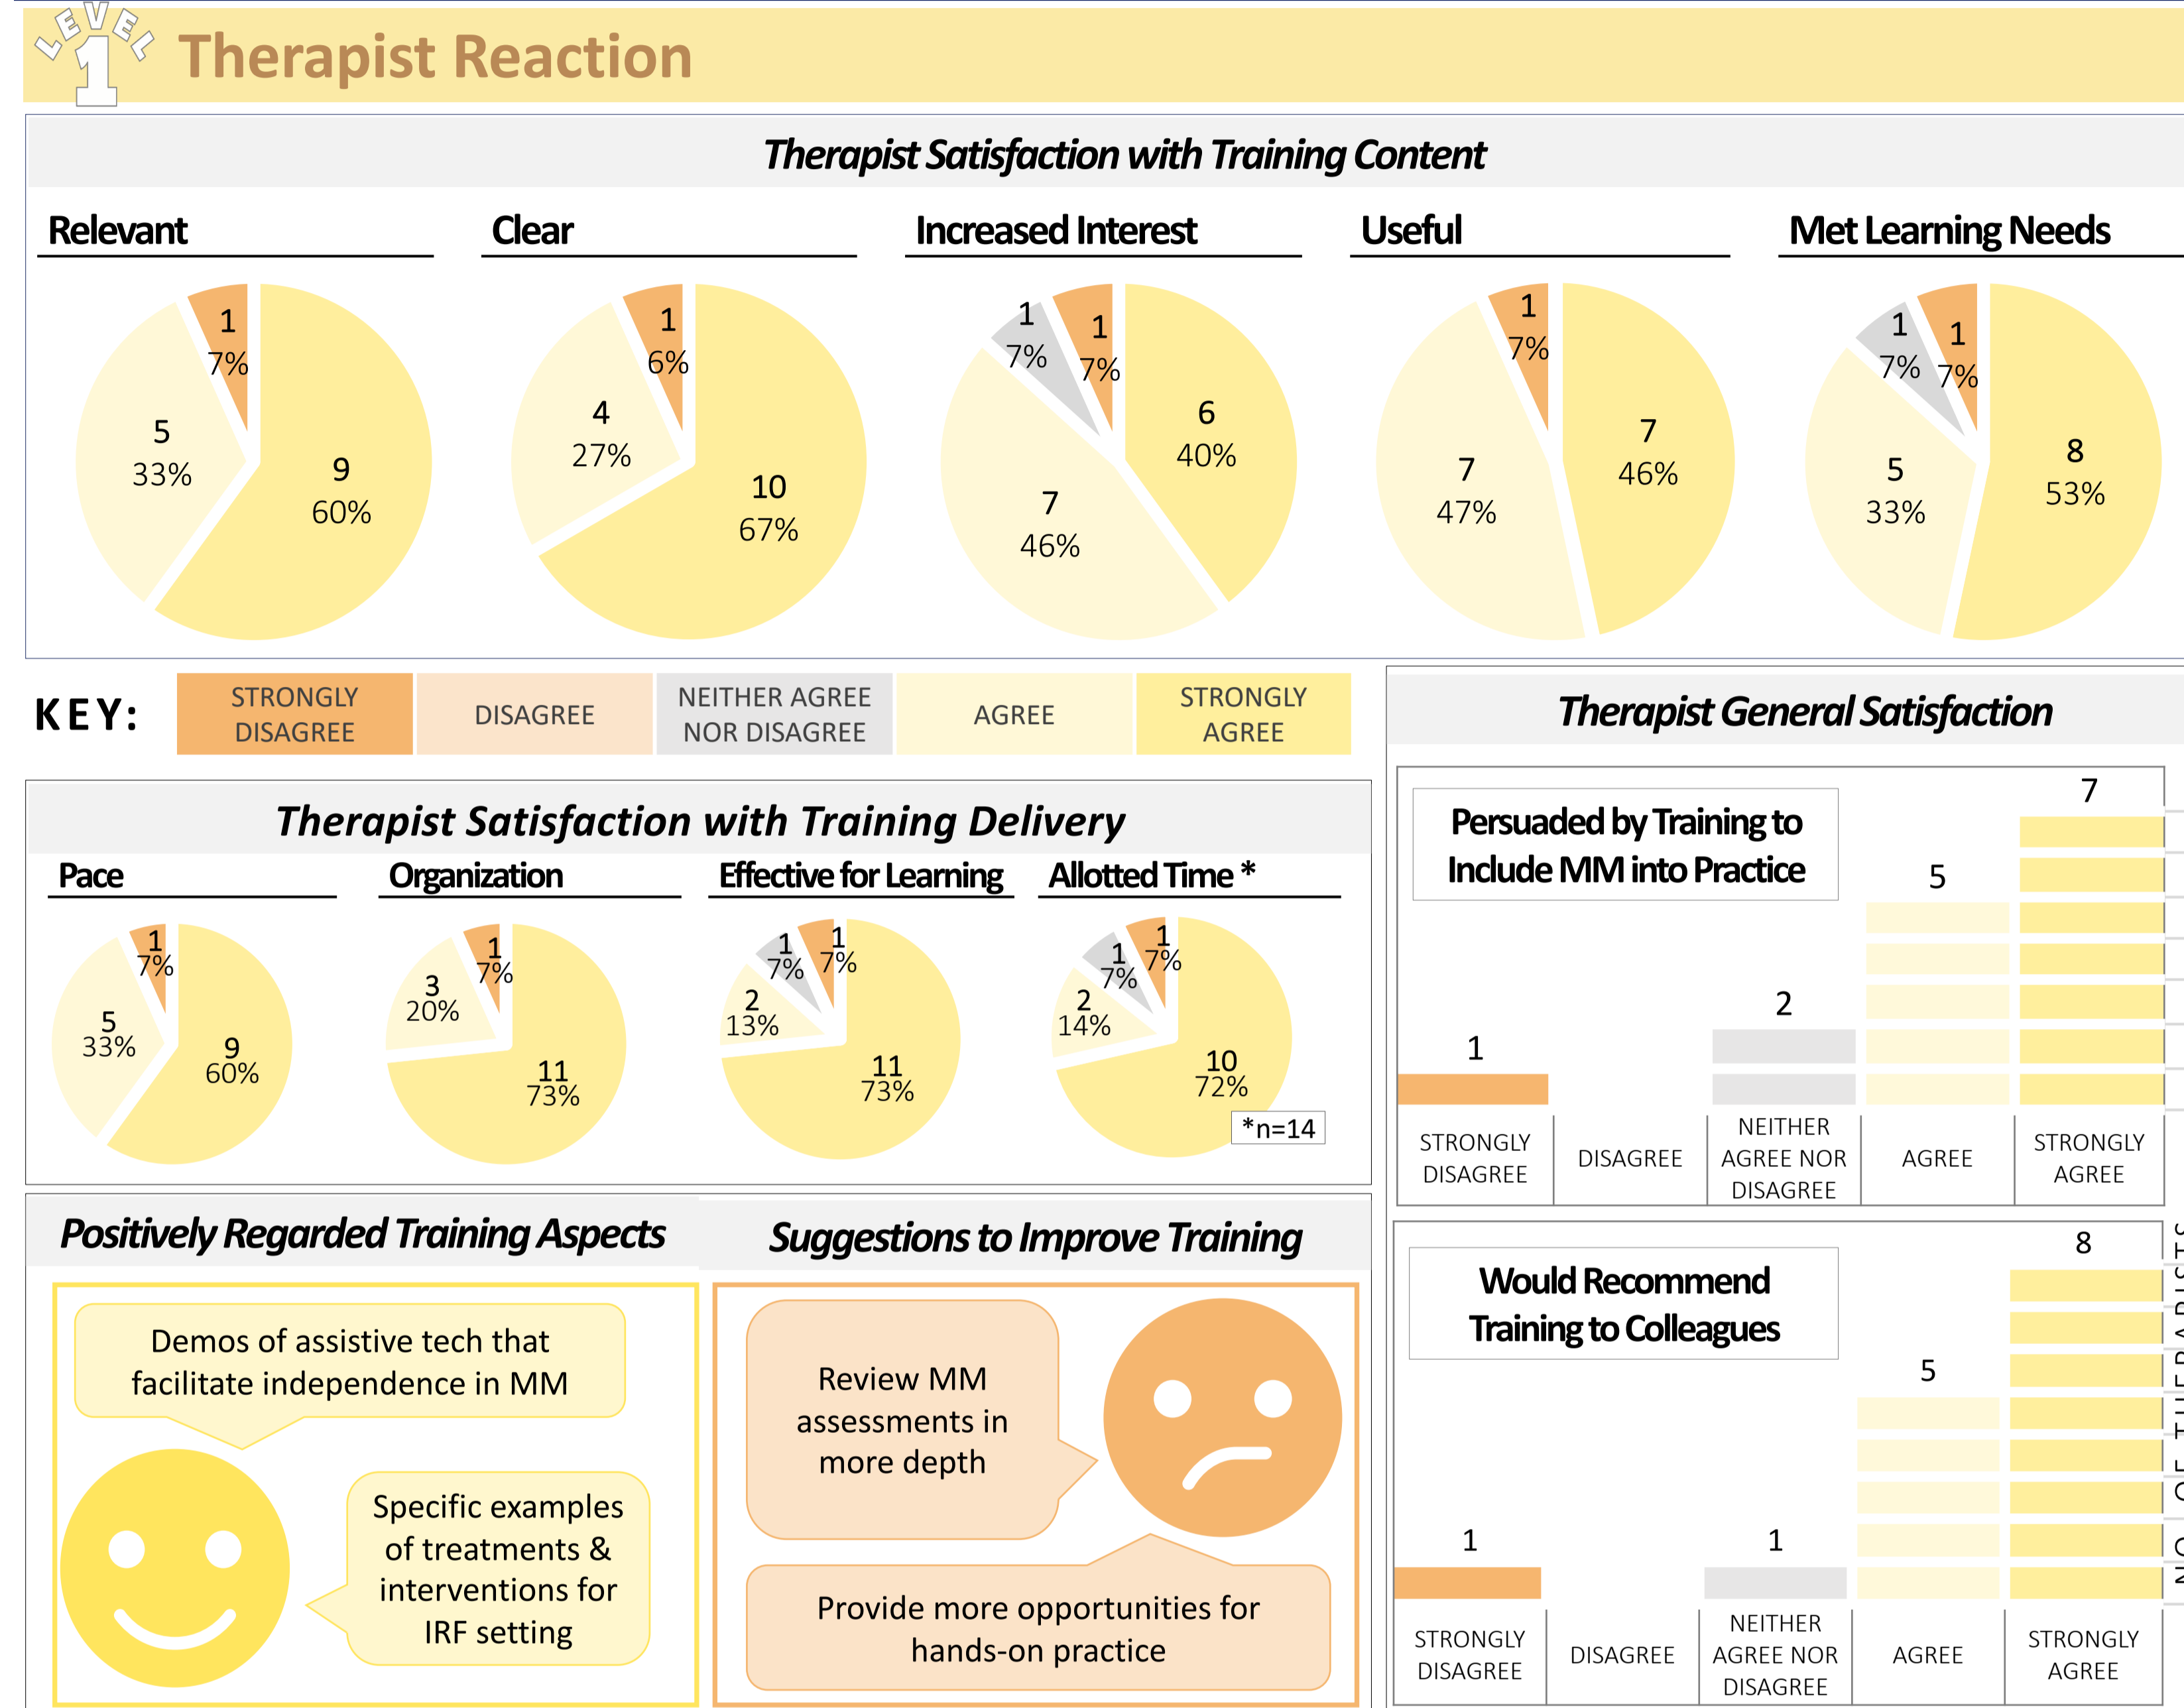 LEVEL
1
Therapist Reaction
Therapist Satisfaction with Training Content
Relevant
1
7%
5
33%
9
60%
Clear
1
6%
4
27%
10
67%
Increased Interest
1
7%
1
7%
6
40%
7
46%
Useful
1
7%
7
46%
7
47%
Met Learning Needs
1
7%
1
7%
8
53%
5
33%
KEY:
STRONGLY
DISAGREE
DISAGREE
NEITHER AGREE
NOR DISAGREE
AGREE
STRONGLY
AGREE
Therapist Satisfaction with Training Delivery
Pace
1
7%
5
33%
9
60%
Organization
1
7%
3
20%
11
73%
Effective for Learning
1
7%
1
7%
2
13%
11
73%
Allotted Time *
1
7%
1
7%
2
14%
10
72%
*n=14
Therapist General Satisfaction
Persuaded by Training to
Include MM into Practice
1
2
5
7
STRONGLY
DISAGREE
DISAGREE
NEITHER
AGREE NOR
DISAGREE
AGREE
STRONGLY
AGREE
Would Recommend
Training to Colleagues
1
1
5
8
STRONGLY
DISAGREE
DISAGREE
NEITHER
AGREE NOR
DISAGREE
AGREE
STRONGLY
AGREE
NO. OF THERAPISTS
Positively Regarded Training Aspects
Demos of assistive tech that
facilitate independence in MM
Specific examples
of treatments &
interventions for
IRF setting
Suggestions to Improve Training
Review MM
assessments in
more depth
Provide more opportunities for
hands-on practice